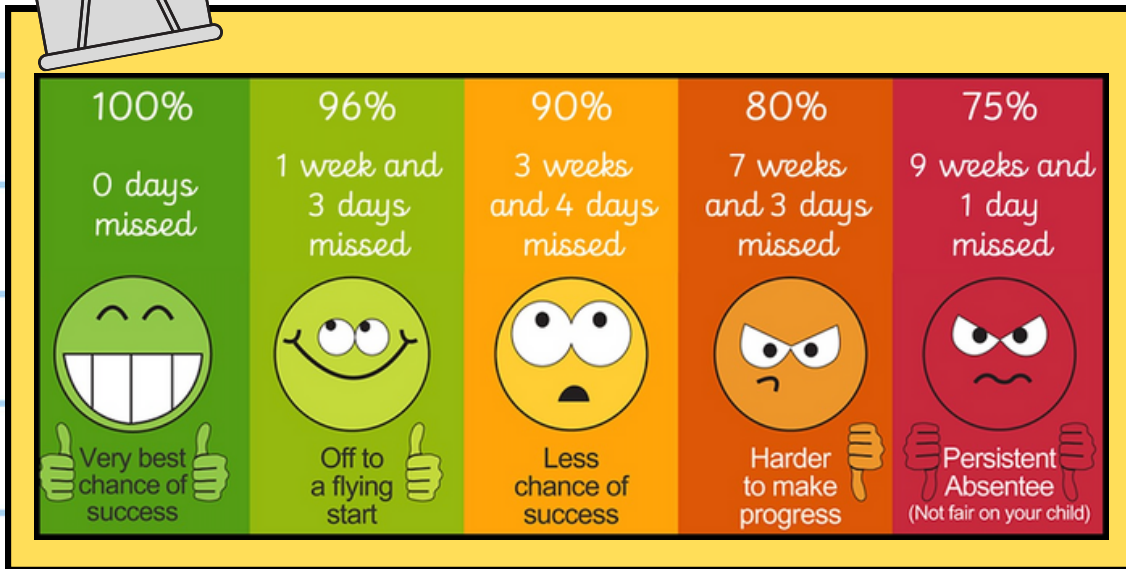 100%
0 days
missed
Very best
chance of
success
96%
1 week and
3 days
missed
Off to
a flying
start
90%
3 weeks
and 4 days
missed
Less
chance of
success
80%
7 weeks
and 3 days
missed
Harder
to make
progress
75%
9 weeks and
1 day
missed
Persistent
Absentee
(Not fair on your child)